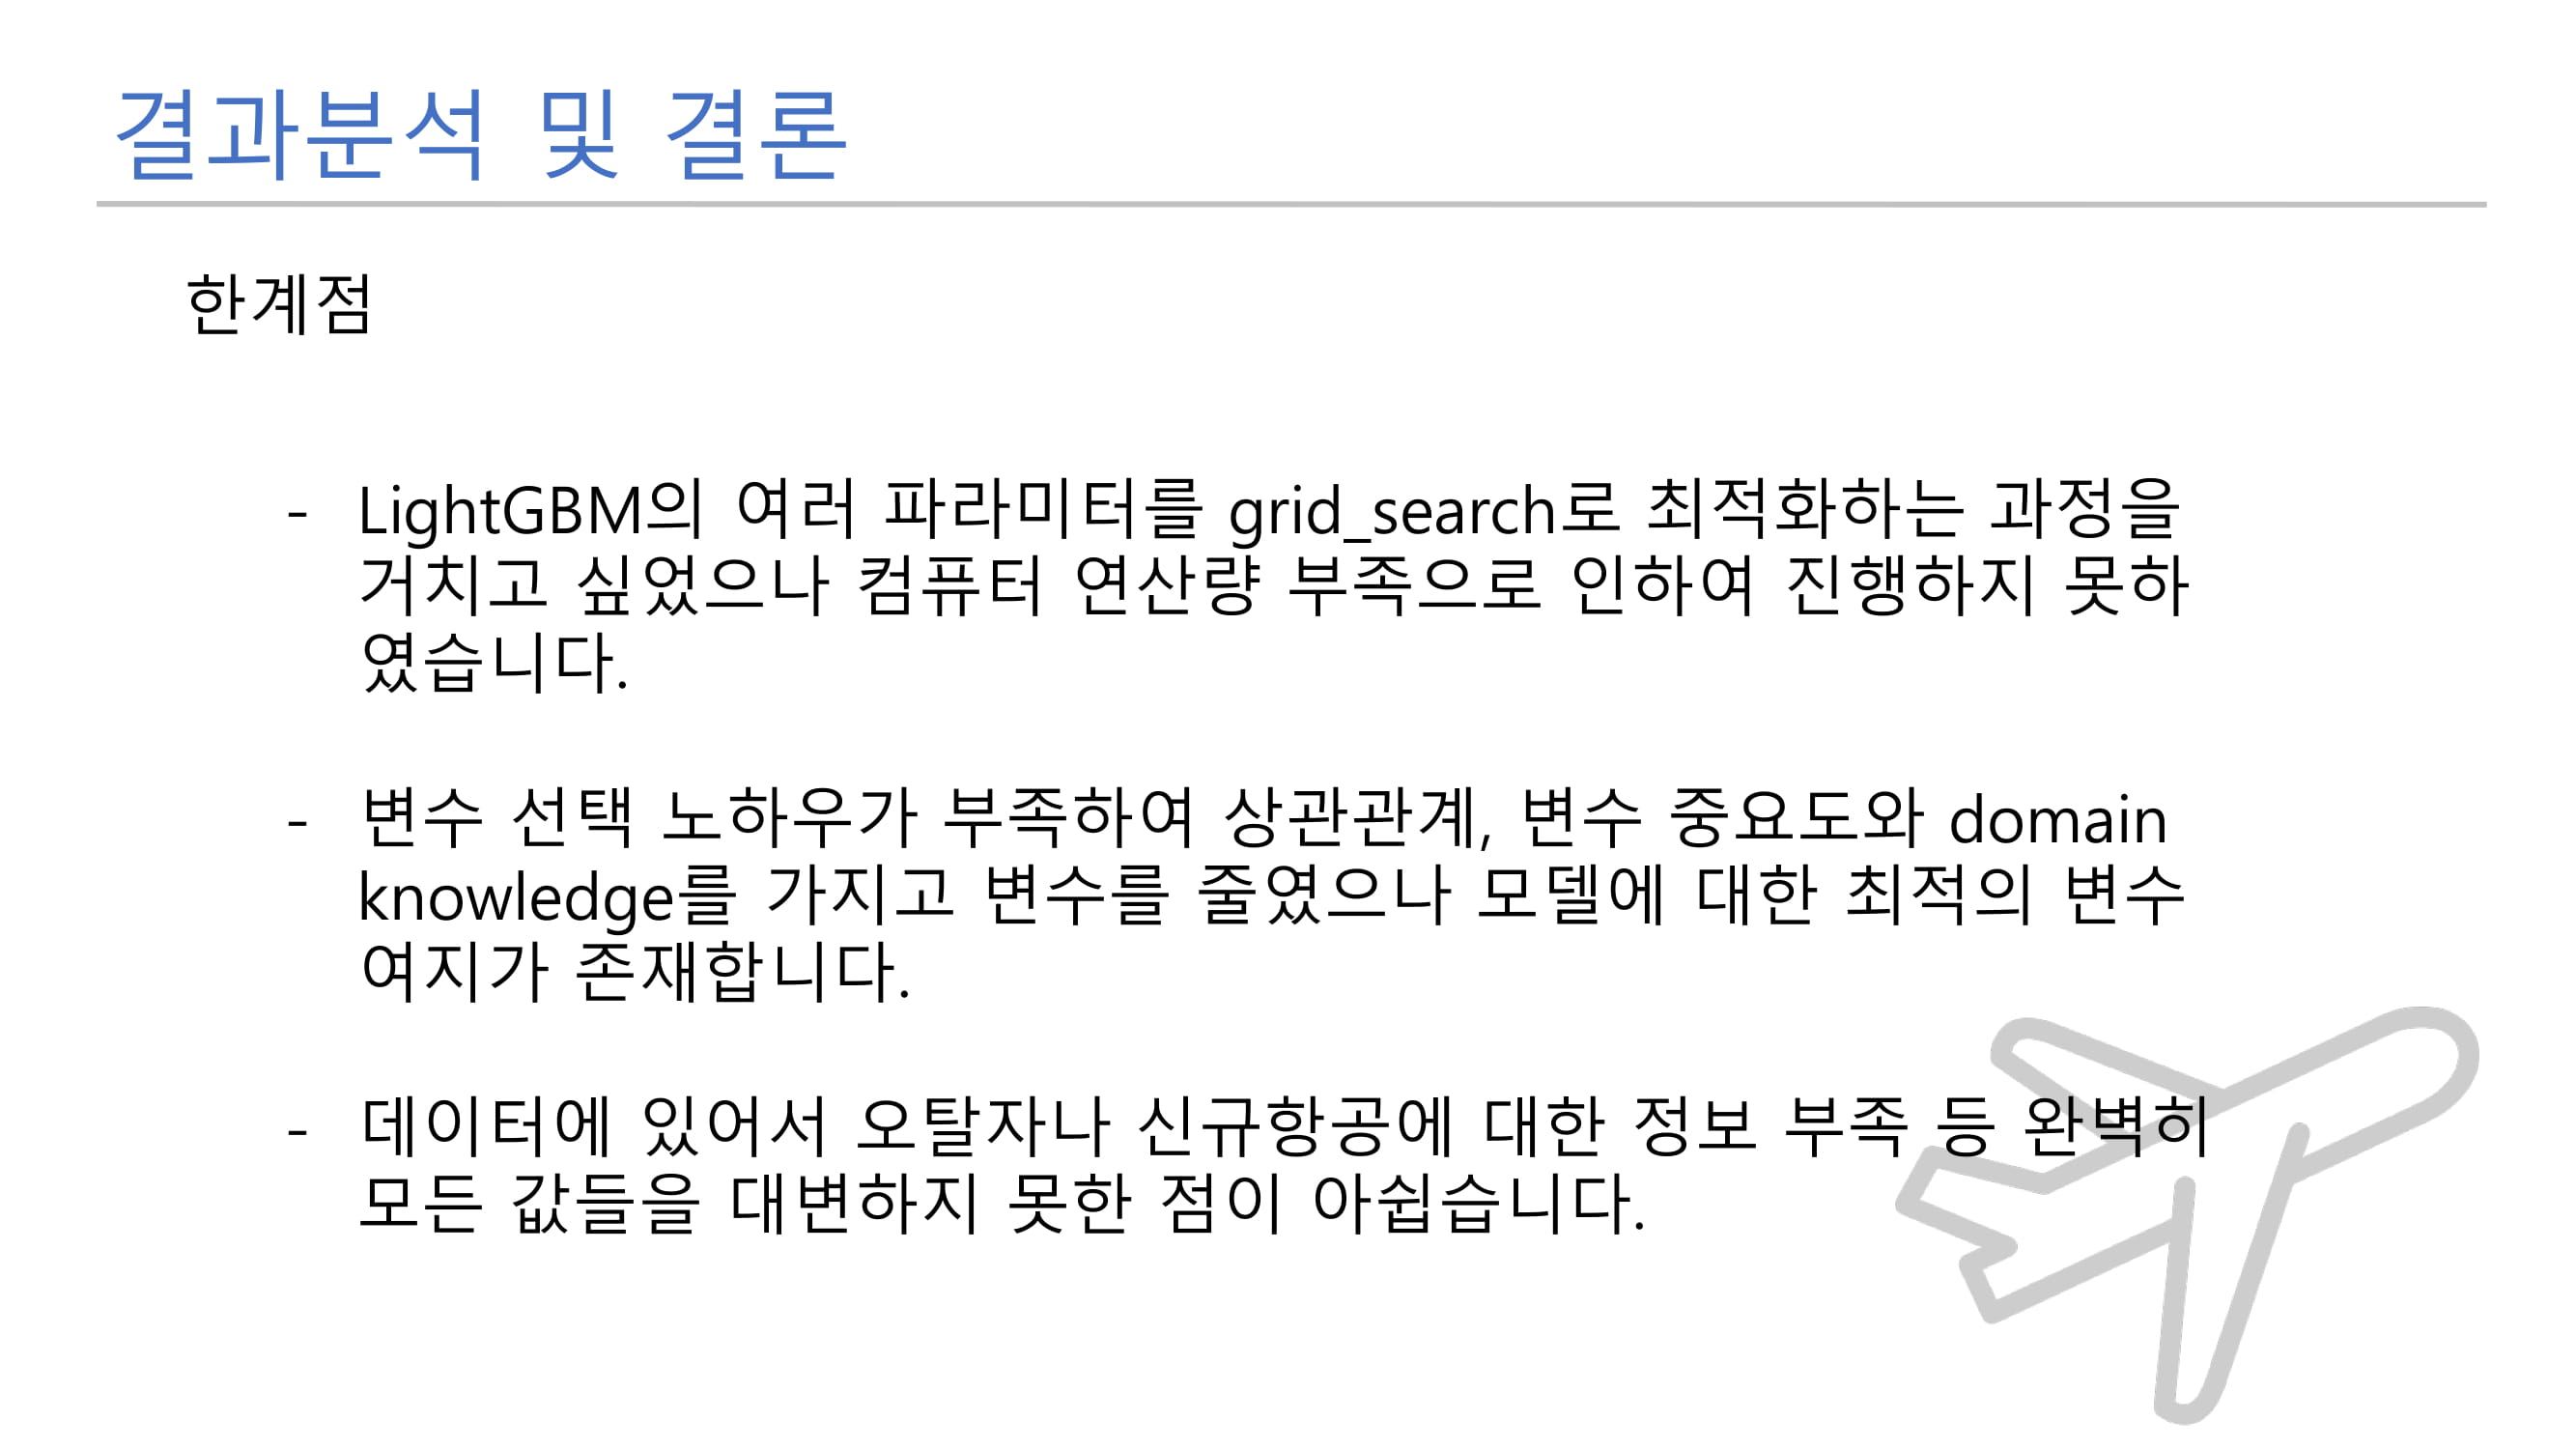 결과분석 및 결론
한계점
- LightGBM의 여러 파라미터를 grid_search로 최적화하는 과정을
거치고 싶었으나 컴퓨터 연산량 부족으로 인하여 진행하지 못하
였습니다.
- 변수 선택 노하우가 부족하여 상관관계, 변수 중요도와 domain
knowledge를 가지고 변수를 줄였으나 모델에 대한 최적의 변수
여지가 존재합니다.
- 데이터에 있어서 오탈자나 신규항공에 대한 정보 부족 등 완벽히
모든 값들을 대변하지 못한 점이 아쉽습니다.